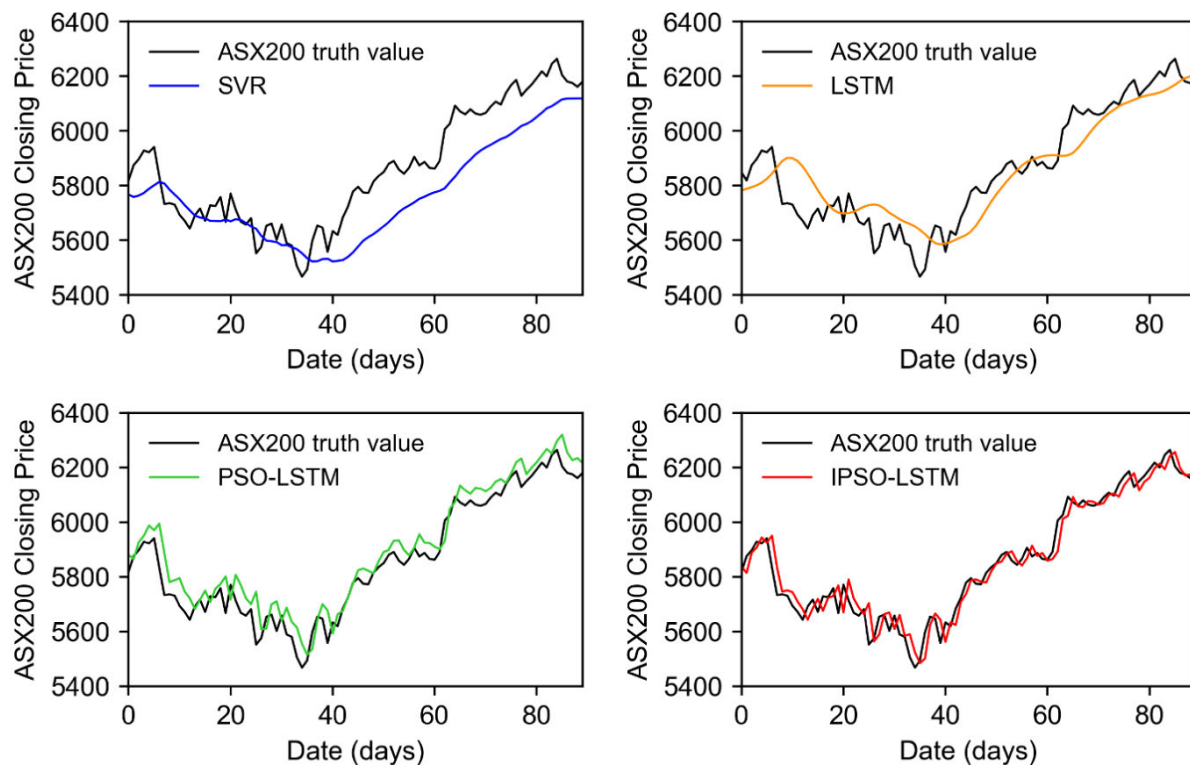 ASX200 Closing Price
6400
6200
6000
5800
5600
5400
ASX200 truth value
SVR
0 20 40 60 80
Date (days)
ASX200 Closing Price
6400
6200
6000
5800
5600
5400
ASX200 truth value
LSTM
0 20 40 60 80
Date (days)
ASX200 Closing Price
6400
6200
6000
5800
5600
5400
ASX200 truth value
PSO-LSTM
0 20 40 60 80
Date (days)
ASX200 Closing Price
6400
6200
6000
5800
5600
5400
ASX200 truth value
IPSO-LSTM
0 20 40 60 80
Date (days)